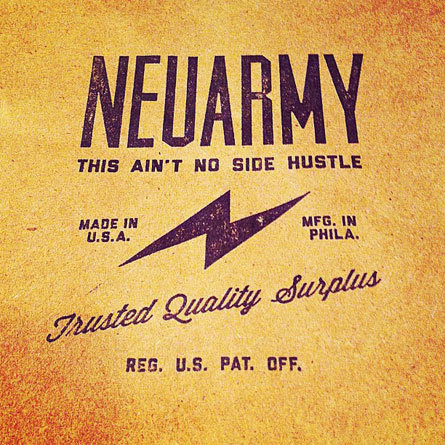 NEUARMY
THIS AIN'T NO SIDE HUSTLE
MADE IN
U.S.A.
MFG. IN
PHILA.
Trusted Quality Surplus
REG. U.S. PAT. OFF.